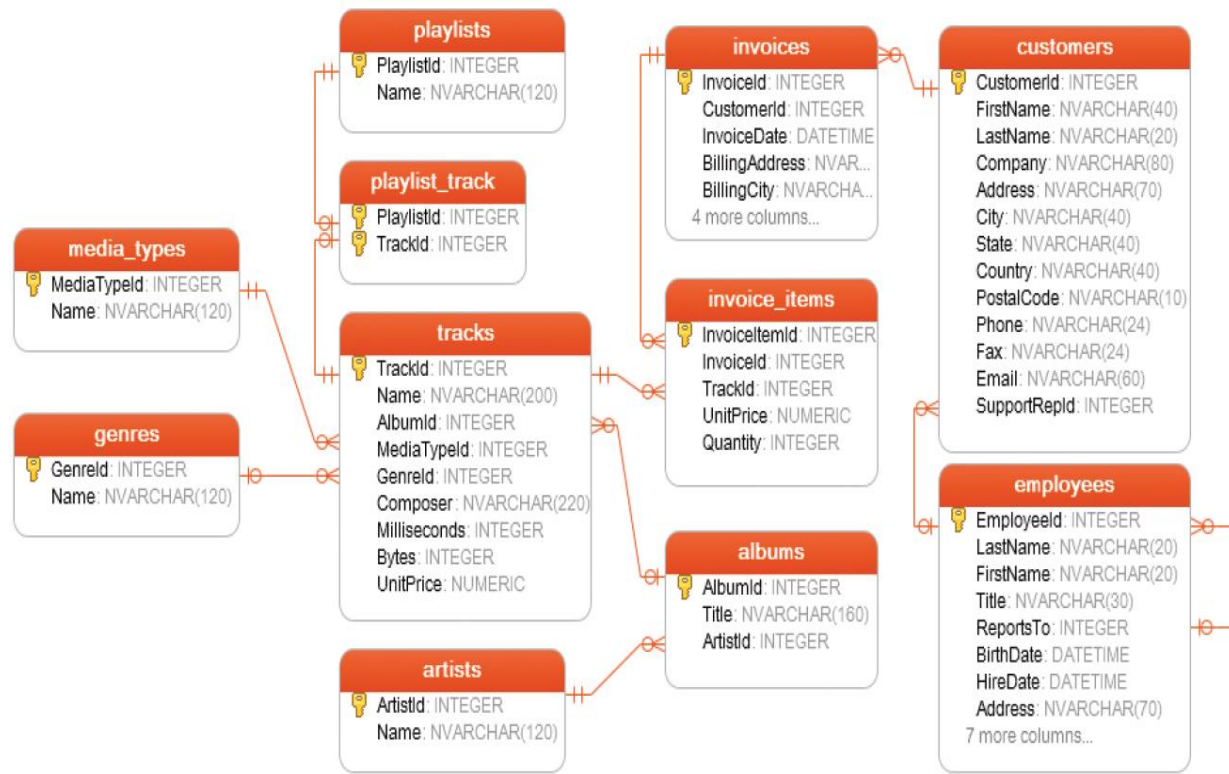 playlists
PlaylistId: INTEGER
Name: NVARCHAR(120)
playlist_track
PlaylistId: INTEGER
TrackId: INTEGER
media_types
MediaTypeId: INTEGER
Name: NVARCHAR(120)
genres
GenreId: INTEGER
Name: NVARCHAR(120)
tracks
TrackId: INTEGER
Name: NVARCHAR(200)
AlbumId: INTEGER
MediaTypeId: INTEGER
GenreId: INTEGER
Composer: NVARCHAR(220)
Milliseconds: INTEGER
Bytes: INTEGER
UnitPrice: NUMERIC
artists
ArtistId: INTEGER
Name: NVARCHAR(120)
invoices
InvoiceId: INTEGER
CustomerId: INTEGER
InvoiceDate: DATETIME
BillingAddress: NVAR...
BillingCity: NVARCHA...
4 more columns...
invoice_items
InvoiceItemId: INTEGER
InvoiceId: INTEGER
TrackId: INTEGER
UnitPrice: NUMERIC
Quantity: INTEGER
albums
AlbumId: INTEGER
Title: NVARCHAR(160)
ArtistId: INTEGER
customers
CustomerId: INTEGER
FirstName: NVARCHAR(40)
LastName: NVARCHAR(20)
Company: NVARCHAR(80)
Address: NVARCHAR(70)
City: NVARCHAR(40)
State: NVARCHAR(40)
Country: NVARCHAR(40)
PostalCode: NVARCHAR(10)
Phone: NVARCHAR(24)
Fax: NVARCHAR(24)
Email: NVARCHAR(60)
SupportRepId: INTEGER
employees
EmployeeId: INTEGER
LastName: NVARCHAR(20)
FirstName: NVARCHAR(20)
Title: NVARCHAR(30)
ReportsTo: INTEGER
BirthDate: DATETIME
HireDate: DATETIME
Address: NVARCHAR(70)
7 more columns...